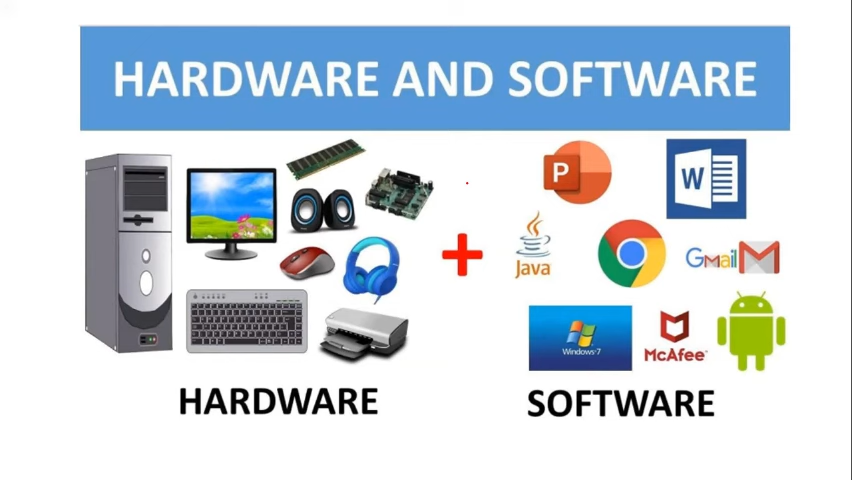 HARDWARE AND SOFTWARE
P
W
Java
Gmail
Windows 7
McAfee
HARDWARE
SOFTWARE